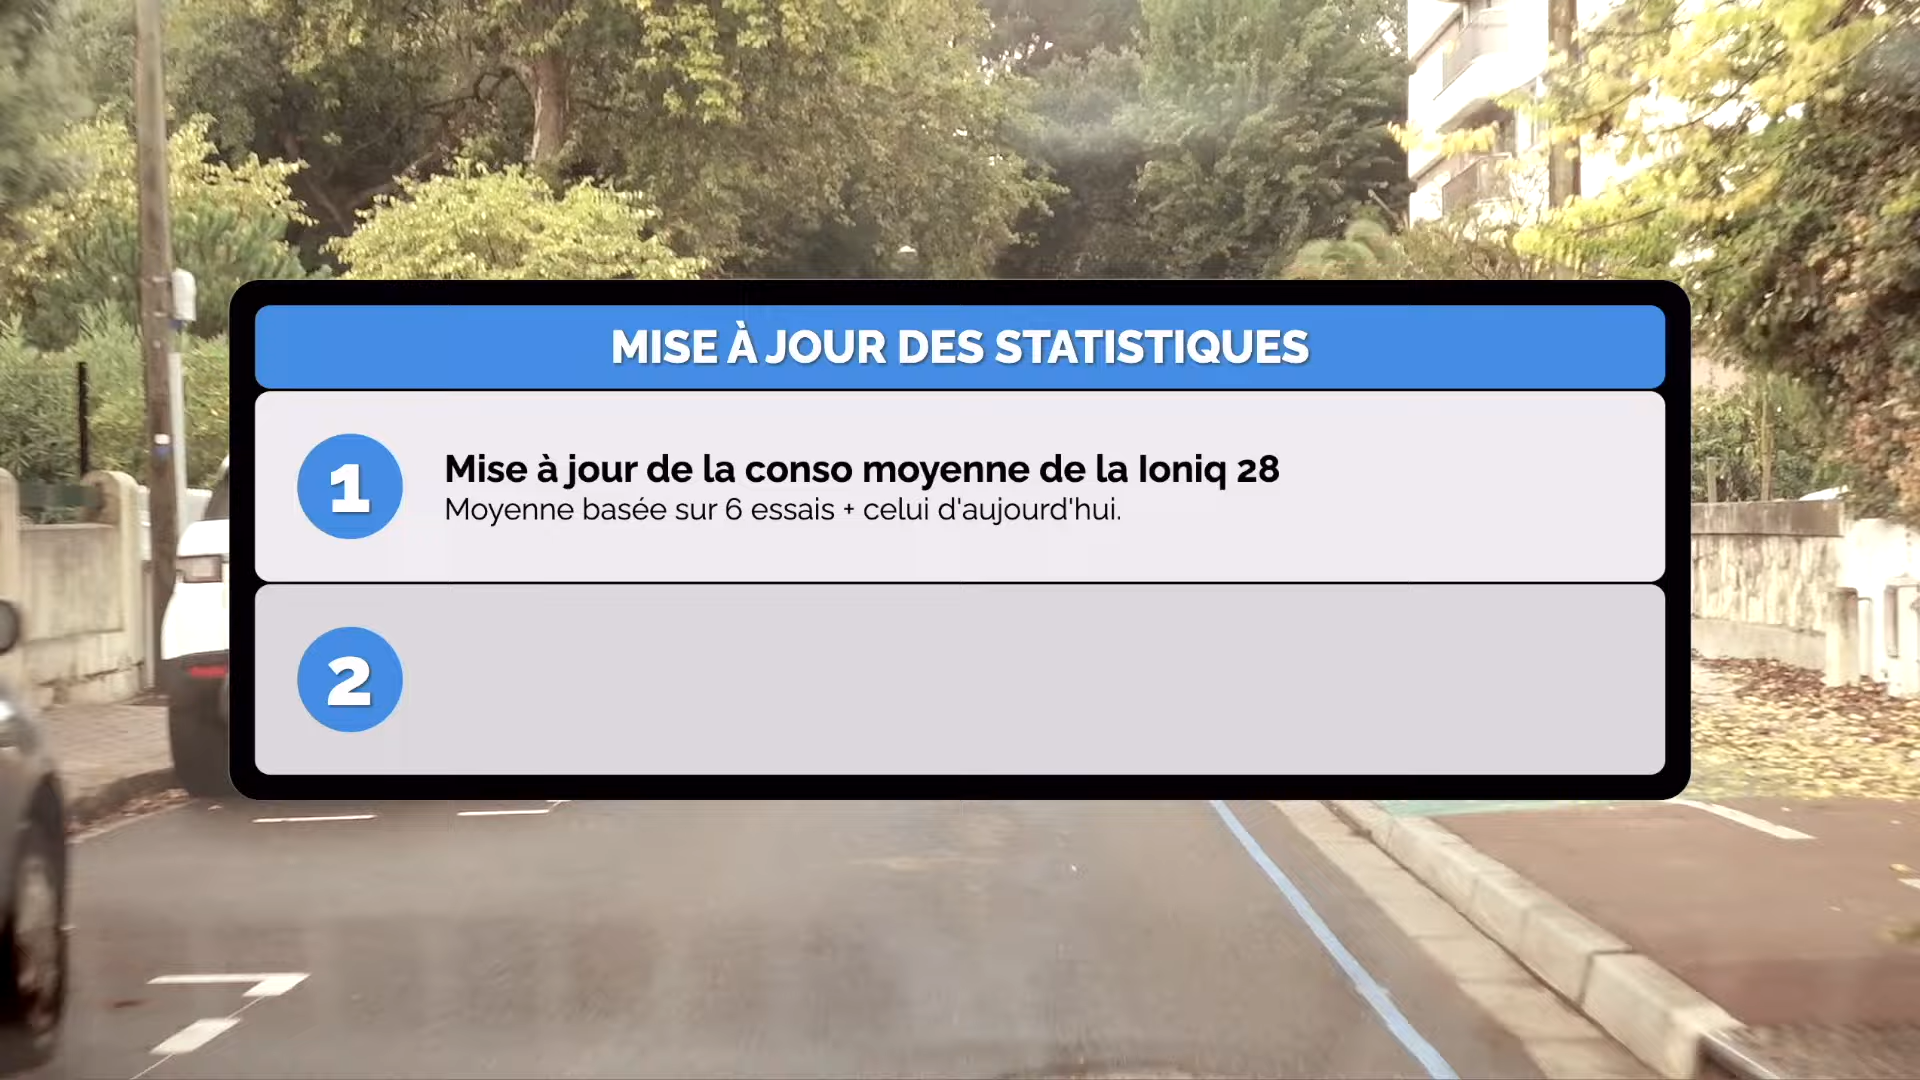 MISE À JOUR DES STATISTIQUES
1
Mise à jour de la conso moyenne de la Ioniq 28
Moyenne basée sur 6 essais + celui d'aujourd'hui.
2